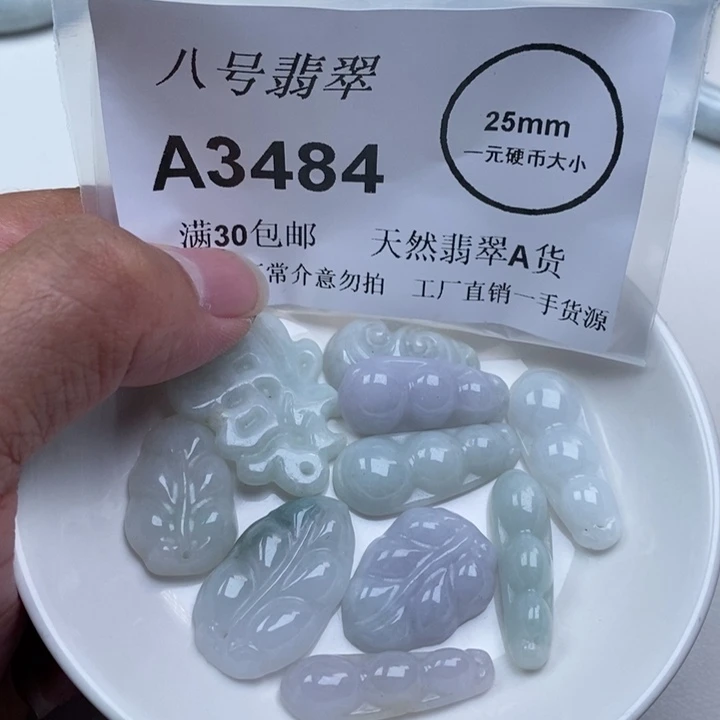 八号翡翠
A3484
25mm
一元硬币大小
满30包邮 天然翡翠A货
常介意勿拍 工厂直销一手货源